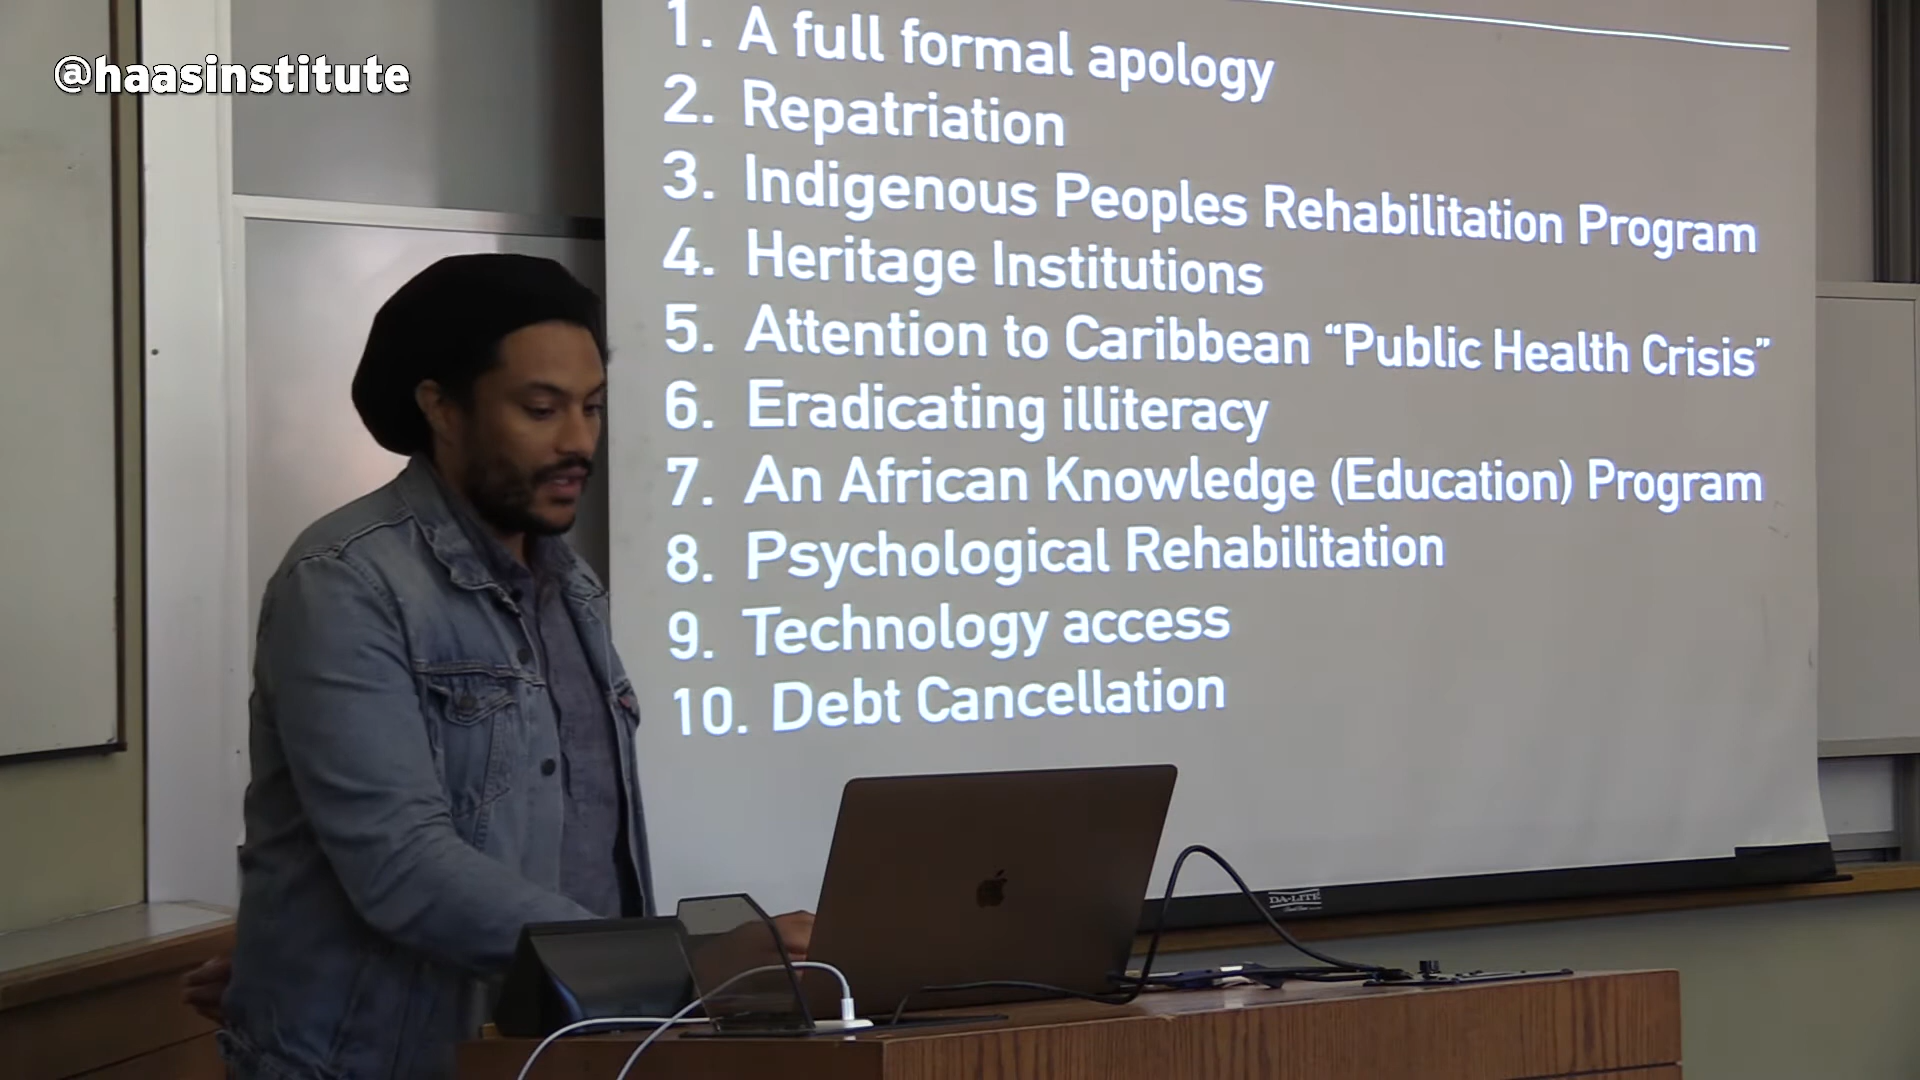 @haasinstitute
1. A full formal apology
2. Repatriation
3. Indigenous Peoples Rehabilitation Program
4. Heritage Institutions
5. Attention to Caribbean “Public Health Crisis”
6. Eradicating illiteracy
7. An African Knowledge (Education) Program
8. Psychological Rehabilitation
9. Technology access
10. Debt Cancellation
DA-LITE